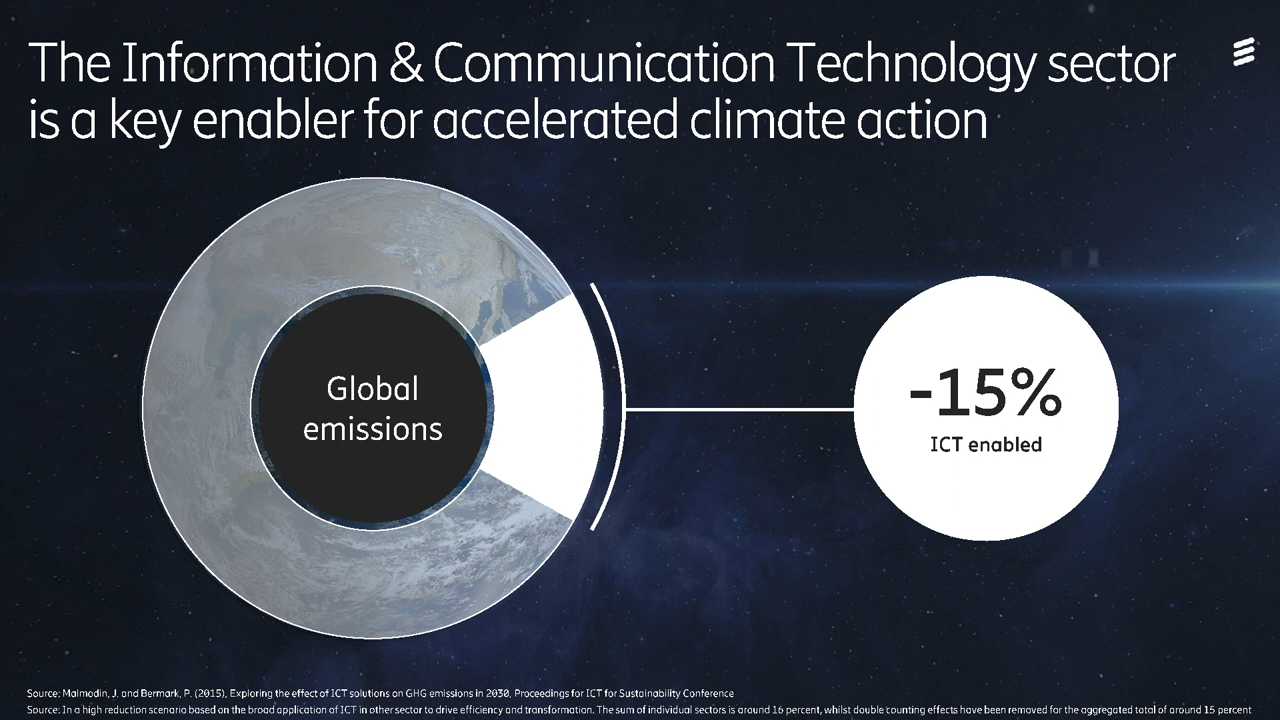 The Information & Communication Technology sector
is a key enabler for accelerated climate action
Global
emissions
-15%
ICT enabled
Source: Malmodin, J. and Bermark, P. (2015), Exploring the effect of ICT solutions on GHG emissions in 2030, Proceedings for ICT for Sustainability Conference
Source: In a high reduction scenario based on the broad application of ICT in other sector to drive efficiency and transformation. The sum of individual sectors is around 16 percent, whilst double counting effects have been removed for the aggregated total of around 15 percent